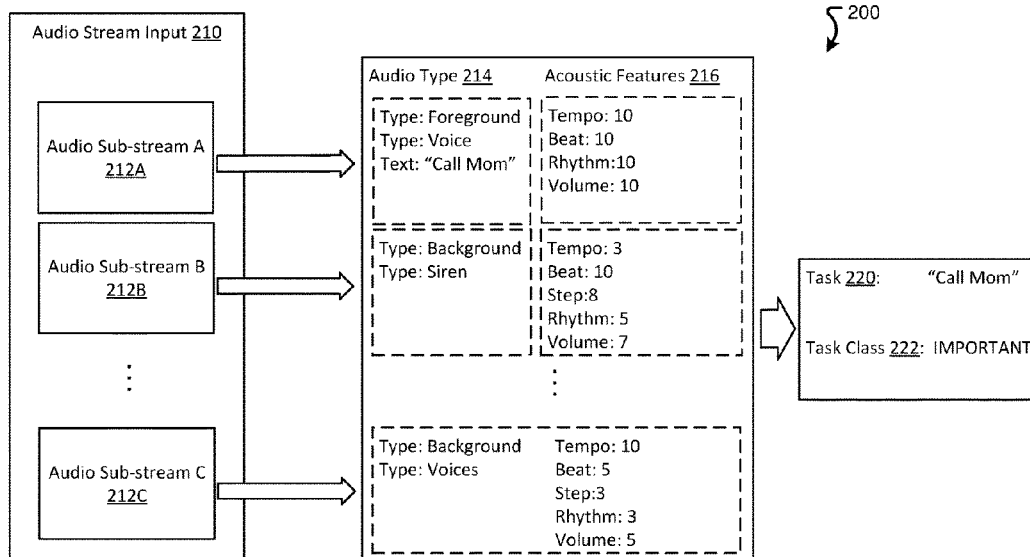 200
Audio Stream Input 210
Audio Sub-stream A
212A
Audio Sub-stream B
212B
Audio Sub-stream C
212C
Audio Type 214
Acoustic Features 216
Type: Foreground
Type: Voice
Text: “Call Mom”
Tempo: 10
Beat: 10
Rhythm:10
Volume: 10
Type: Background
Type: Siren
Tempo: 3
Beat: 10
Step:8
Rhythm: 5
Volume: 7
Type: Background
Type: Voices
Tempo: 10
Beat: 5
Step:3
Rhythm: 3
Volume: 5
Task 220: “Call Mom”
Task Class 222: IMPORTANT